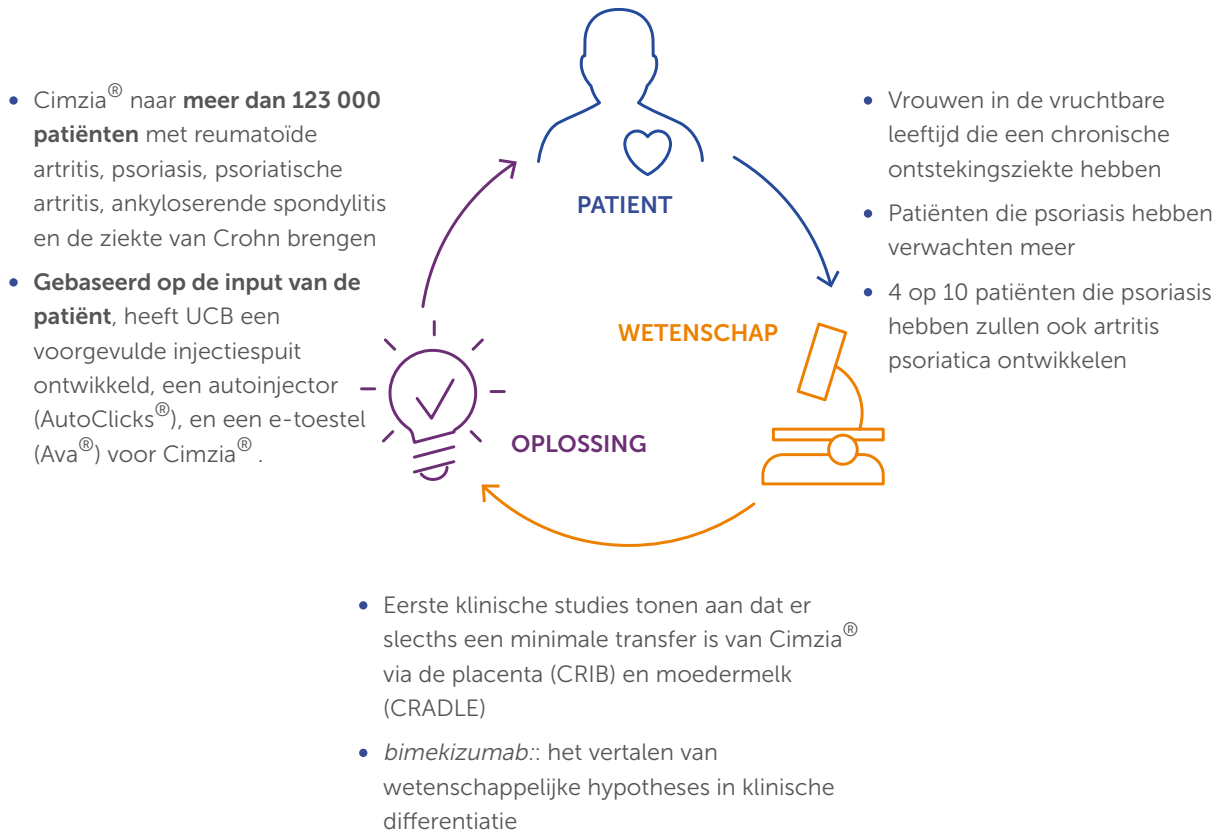 • Cimzia® naar meer dan 123 000
patiënten met reumatoïde
artritis, psoriasis, psoriatische
artritis, ankyloserende spondylitis
en de ziekte van Crohn brengen
• Gebaseerd op de input van de
patiënt, heeft UCB een
voorgevulde injectiespuit
ontwikkeld, een autoinjector
(AutoClicks®), en een e-toestel
(Ava®) voor Cimzia® .
PATIENT
• Vrouwen in de vruchtbare
leeftijd die een chronische
ontstekingsziekte hebben
• Patiënten die psoriasis hebben
verwachten meer
• 4 op 10 patiënten die psoriasis
hebben zullen ook artritis
psoriatica ontwikkelen
WETENSCHAP
OPLOSSING
• Eerste klinische studies tonen aan dat er
slecths een minimale transfer is van Cimzia®
via de placenta (CRIB) en moedermelk
(CRADLE)
• bimekizumab:: het vertalen van
wetenschappelijke hypotheses in klinische
differentiatie